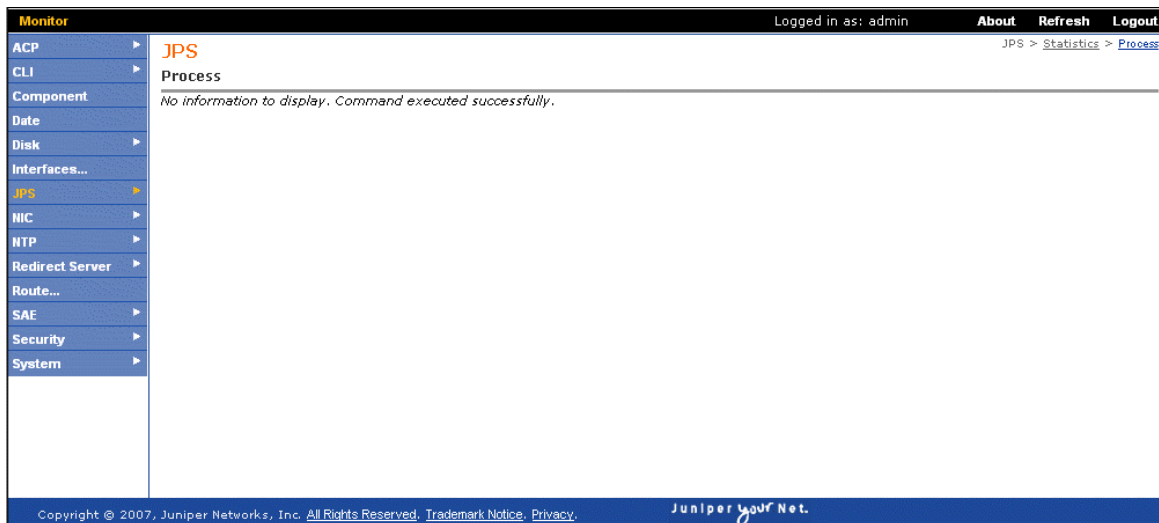 Monitor Logged in as: admin About Refresh Logout
ACP
CLI
Component
Date
Disk
Interfaces...
JPS
NIC
NTP
Redirect Server
Route...
SAE
Security
System
JPS JPS > Statistics > Process
Process
No information to display. Command executed successfully.
Copyright © 2007, Juniper Networks, Inc. All Rights Reserved. Trademark Notice. Privacy. Juniper your Net.